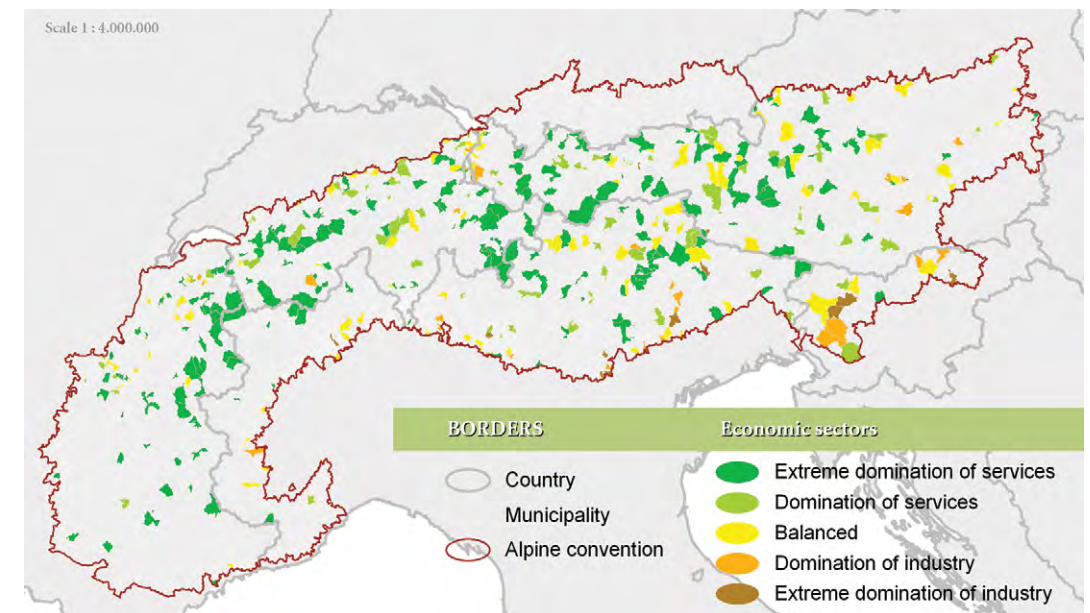 Scale 1 : 4.000.000
BORDERS
Country
Municipality
Alpine convention
Economic sectors
Extreme domination of services
Domination of services
Balanced
Domination of industry
Extreme domination of industry